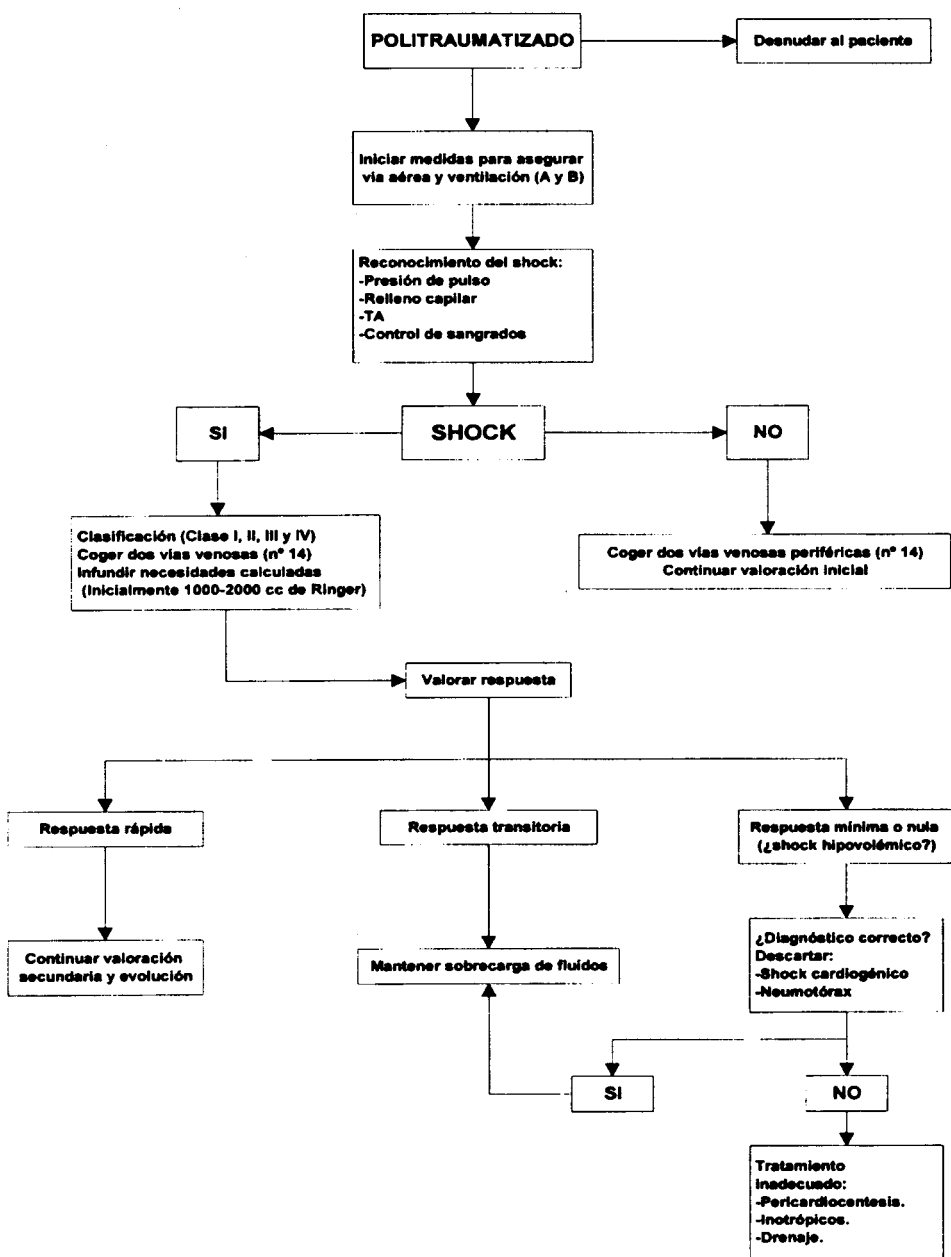 POLITRAUMATIZADO
Desnudar al paciente
Iniciar medidas para asegurar
vía aérea y ventilación (A y B)
Reconocimiento del shock:
-Presión de pulso
-Relleno capilar
-TA
-Control de sangrados
SI
SHOCK
NO
Clasificación (Clase I, II, III y IV)
Coger dos vías venosas (nº 14)
Infundir necesidades calculadas
(Inicialmente 1000-2000 cc de Ringer)
Coger dos vías venosas periféricas (nº 14)
Continuar valoración inicial
Valorar respuesta
Respuesta rápida
Respuesta transitoria
Respuesta mínima o nula
(¿shock hipovolémico?)
Continuar valoración
secundaria y evolución
Mantener sobrecarga de fluídos
¿Diagnóstico correcto?
Descartar:
-Shock cardiogénico
-Neumotórax
SI
NO
Tratamiento
inadecuado:
-Pericardiocentesis.
-Inotrópicos.
-Drenaje.